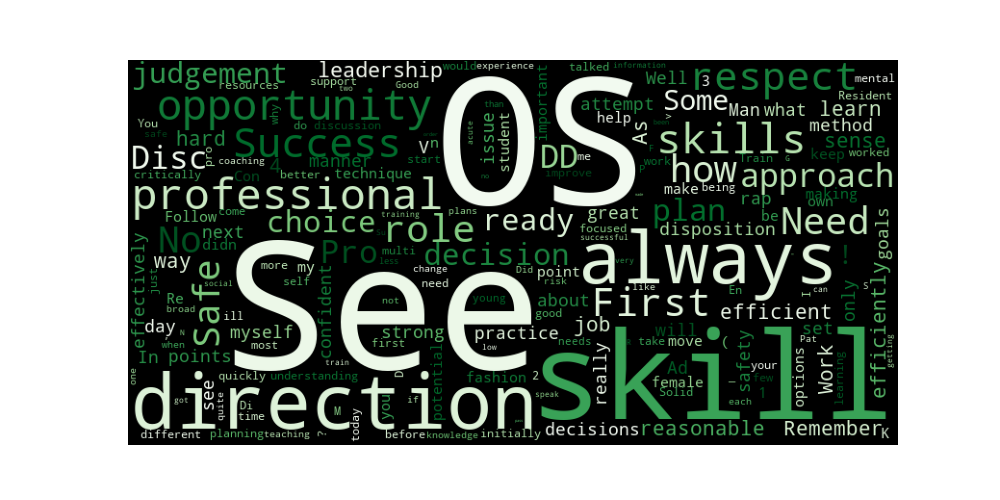 judgement
resources
leadership
support
two
Good
would
experience
than
acute
issue
student
no
OS
important
talked
information
Well
3
respect
mental
Resident
opportunity
why
do
discussion
You
safe
hard
Success
4
Disc
pro
coaching
manner
start
better
technique
critically
Con
V
n
attempt
help
As
v
Some
Man
what
learn
method
skills
sense
keep
worked
DD
me
improve
work
P
F
G
how
Train
approach
make
being
rap
making
own
be
professional
training
plans
Follow
come
choice
role
ready
great
focused
successful
plan
disposition
Need
No
next
didn
Pro
multi
less
decision
always
!
goals
effectively
just
way
Safe
social
more
my
self
See
confident
change
need
Did
risk
point
very
like
En
I
can
S
only
efficiently
Re
broad
not
young
good
about
First
efficient
day
ill
myself
most
strong
first
practice
low
needs
job
will
set
N
when
In
points
quickly
understanding
train
potential
fashion
2
really
take
move
(
Pat
safety
your
options
Work
learning
getting
one
direction
got
see
quite
Di
time
M
today
you
if
speak
skill
Ad
female
Solid
few
1
each
different
planning
teaching
before
knowledge
initially
decisions
reasonable
Remember
K